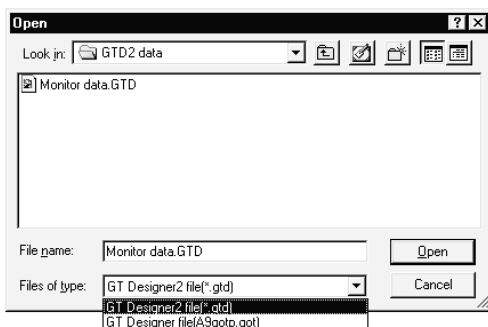 Open
Look in: GTD2 data
Monitor data.GTD
File name: Monitor data.GTD Open
Files of type: GT Designer2 file(*.gtd) Cancel
GT Designer2 file(*.gtd)
GT Designer file(A9gotp.got)